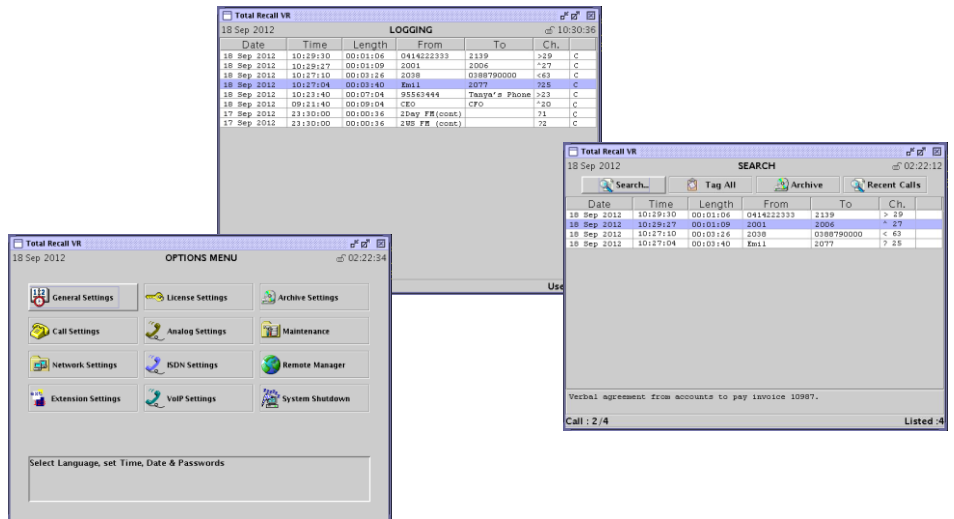 Total Recall VR
18 Sep 2012 LOGGING 10:30:36
Date Time Length From To Ch.
18 Sep 2012 10:29:30 00:01:06 0414222333 2139 >29 C
18 Sep 2012 10:29:27 00:01:09 2001 2006 ^27 C
18 Sep 2012 10:27:10 00:03:26 2038 0388790000 <63 C
18 Sep 2012 10:27:04 00:03:40 Emil 2077 ?25 C
18 Sep 2012 10:23:40 00:07:04 95563444 Tanya's Phone >23 C
18 Sep 2012 09:21:40 00:09:04 CEO CFO ^20 C
17 Sep 2012 23:30:00 00:00:36 2Day FM(cont) ?1 C
17 Sep 2012 23:30:00 00:00:36 2WS FM (cont) ?2 C
Use
Total Recall VR
18 Sep 2012 SEARCH 02:22:12
Search... Tag All Archive Recent Calls
Date Time Length From To Ch.
18 Sep 2012 10:29:30 00:01:06 0414222333 2139 > 29
18 Sep 2012 10:29:27 00:01:09 2001 2006 ^ 27
18 Sep 2012 10:27:10 00:03:26 2038 0388790000 < 63
18 Sep 2012 10:27:04 00:03:40 Emil 2077 ? 25
Verbal agreement from accounts to pay invoice 10987.
Call : 2/4 Listed :4
Total Recall VR
18 Sep 2012 OPTIONS MENU 02:22:34
General Settings License Settings Archive Settings
Call Settings Analog Settings Maintenance
Network Settings ISDN Settings Remote Manager
Extension Settings VoIP Settings System Shutdown
Select Language, set Time, Date & Passwords